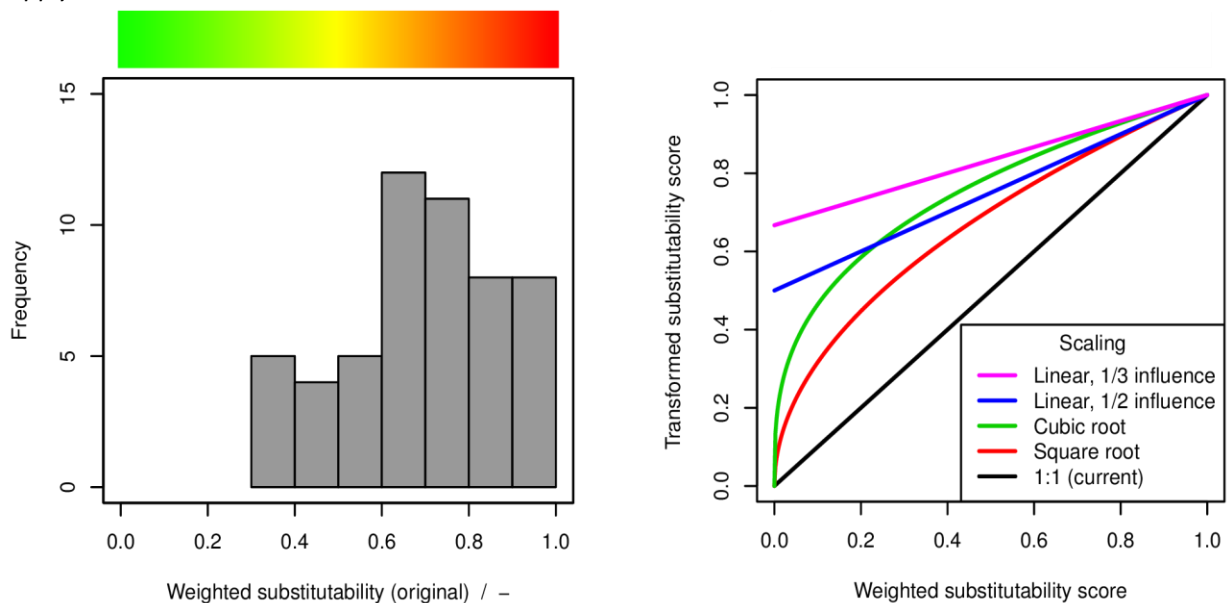 15
10
5
0
Frequency
0.0 0.2 0.4 0.6 0.8 1.0
Weighted substitutability (original) / −
1.0
0.8
0.6
0.4
0.2
0.0
Transformed substitutability score
Scaling
Linear, 1/3 influence
Linear, 1/2 influence
Cubic root
Square root
1:1 (current)
0.0 0.2 0.4 0.6 0.8 1.0
Weighted substitutability score